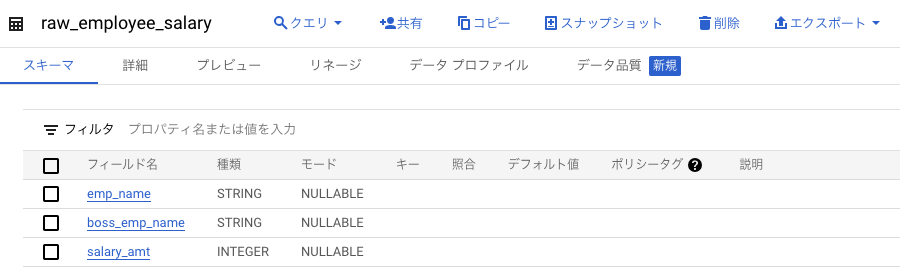 raw_employee_salary クエリ 共有 コピー スナップショット 削除 エクスポート
スキーマ 詳細 プレビュー リネージ データ プロファイル データ品質 新規
フィルタ プロパティ名または値を入力
フィールド名 種類 モード キー 照合 デフォルト値 ポリシータグ ? 説明
emp_name STRING NULLABLE
boss_emp_name STRING NULLABLE
salary_amt INTEGER NULLABLE